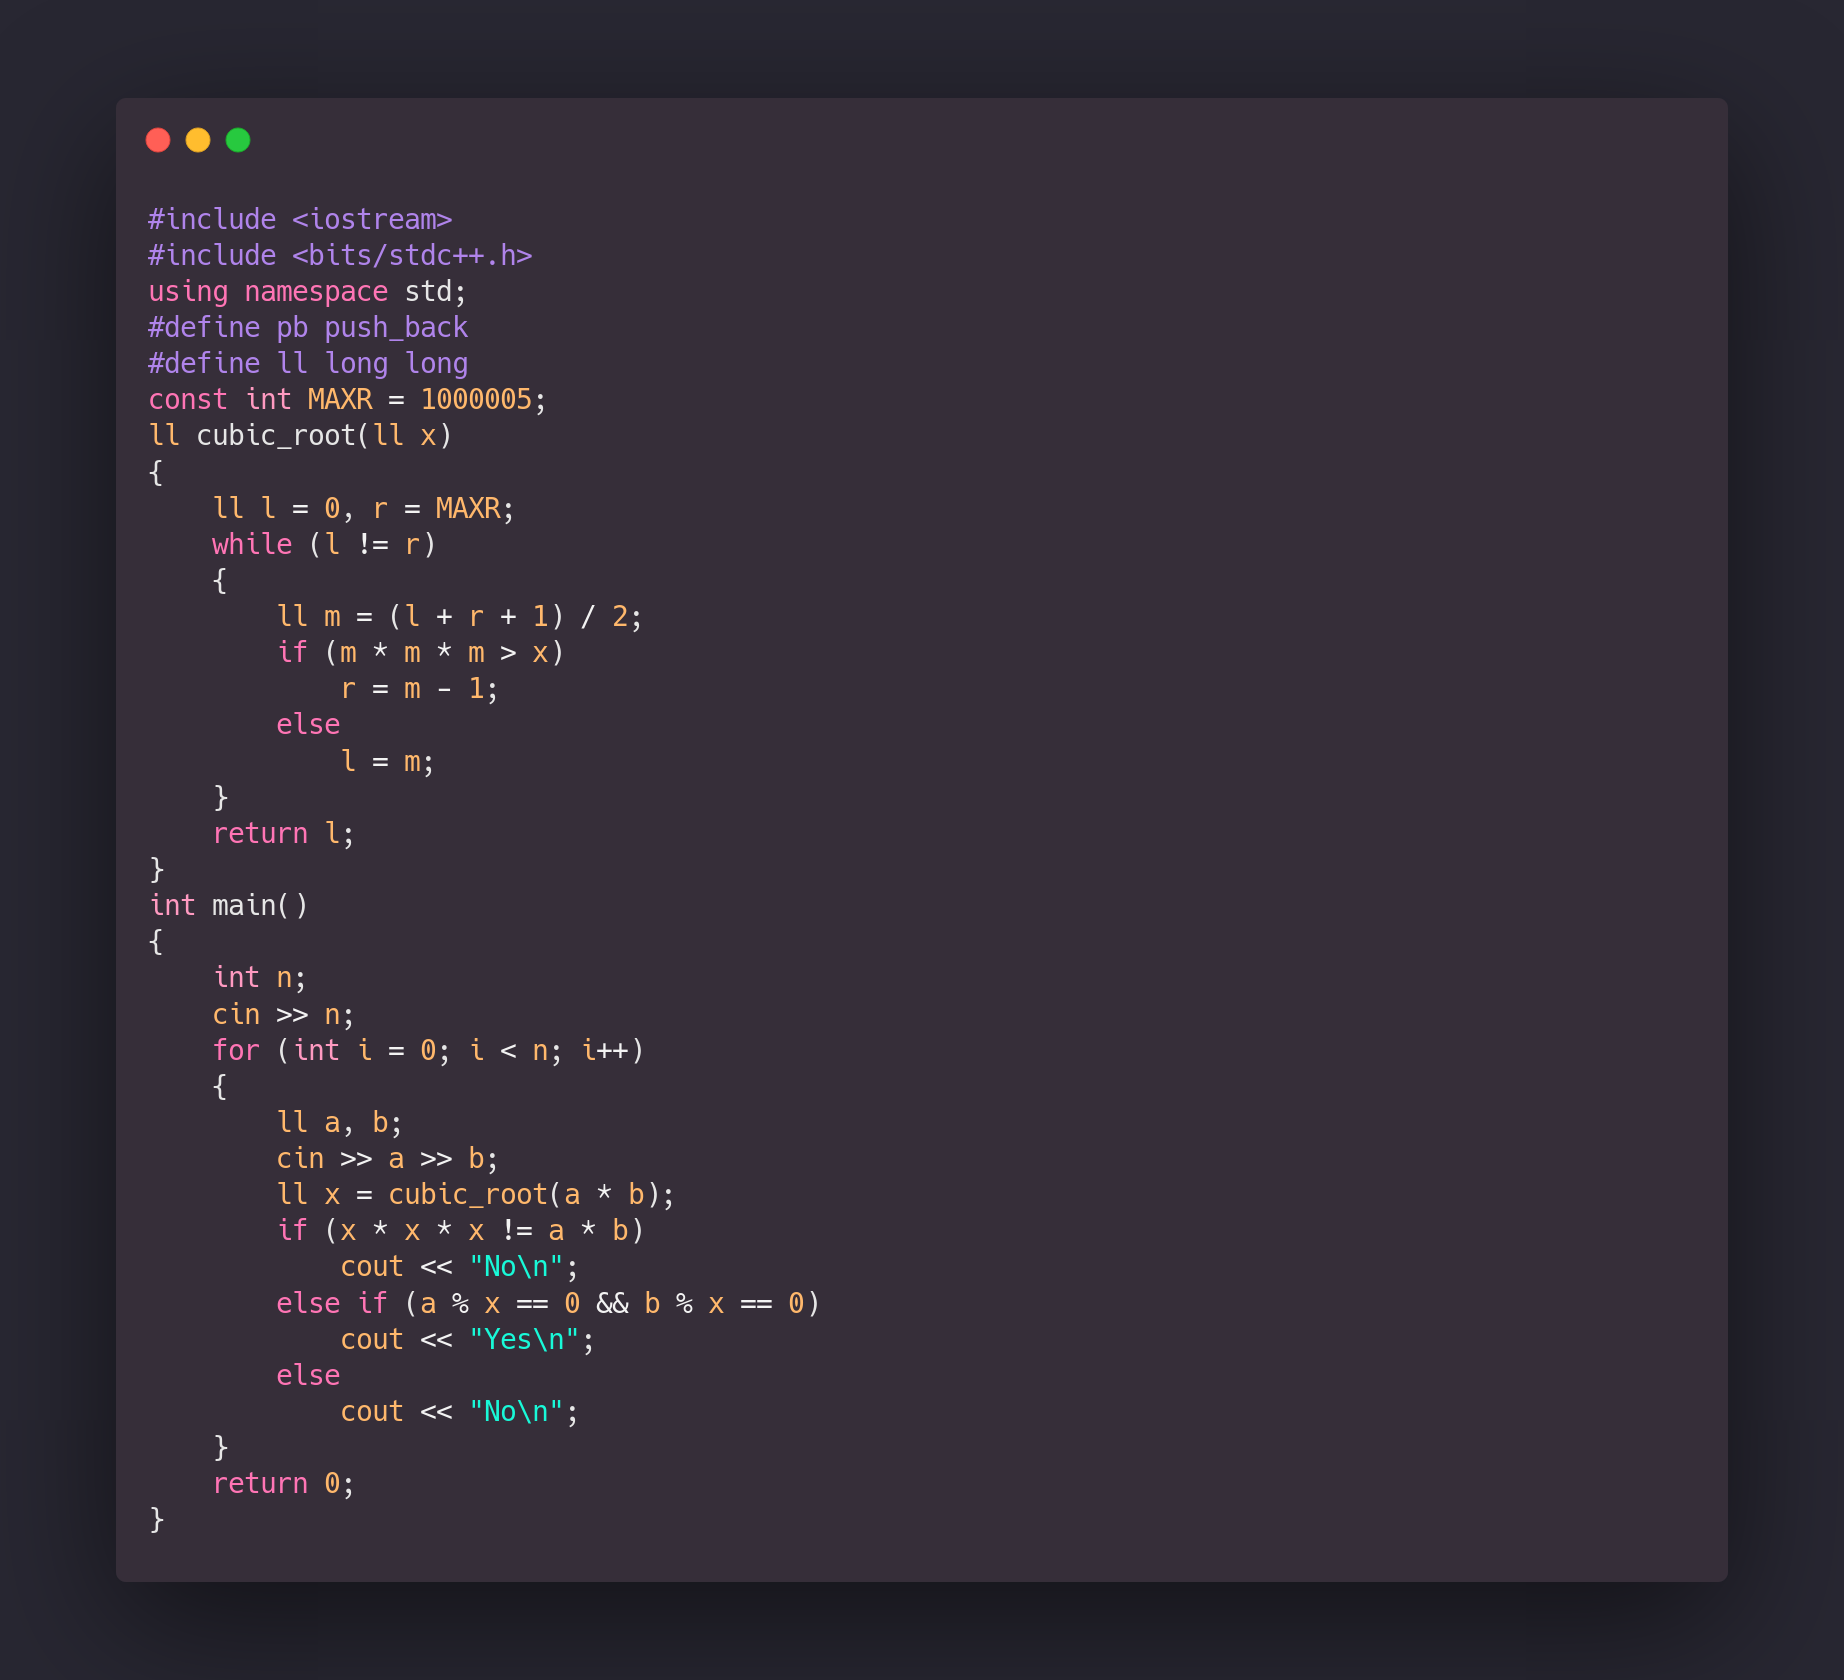 #include <iostream>
#include <bits/stdc++.h>
using namespace std;
#define pb push_back
#define ll long long
const int MAXR = 1000005;
ll cubic_root(ll x)
{
    ll l = 0, r = MAXR;
    while (l != r)
    {
        ll m = (l + r + 1) / 2;
        if (m * m * m > x)
            r = m - 1;
        else
            l = m;
    }
    return l;
}
int main()
{
    int n;
    cin >> n;
    for (int i = 0; i < n; i++)
    {
        ll a, b;
        cin >> a >> b;
        ll x = cubic_root(a * b);
        if (x * x * x != a * b)
            cout << "No\n";
        else if (a % x == 0 && b % x == 0)
            cout << "Yes\n";
        else
            cout << "No\n";
    }
    return 0;
}